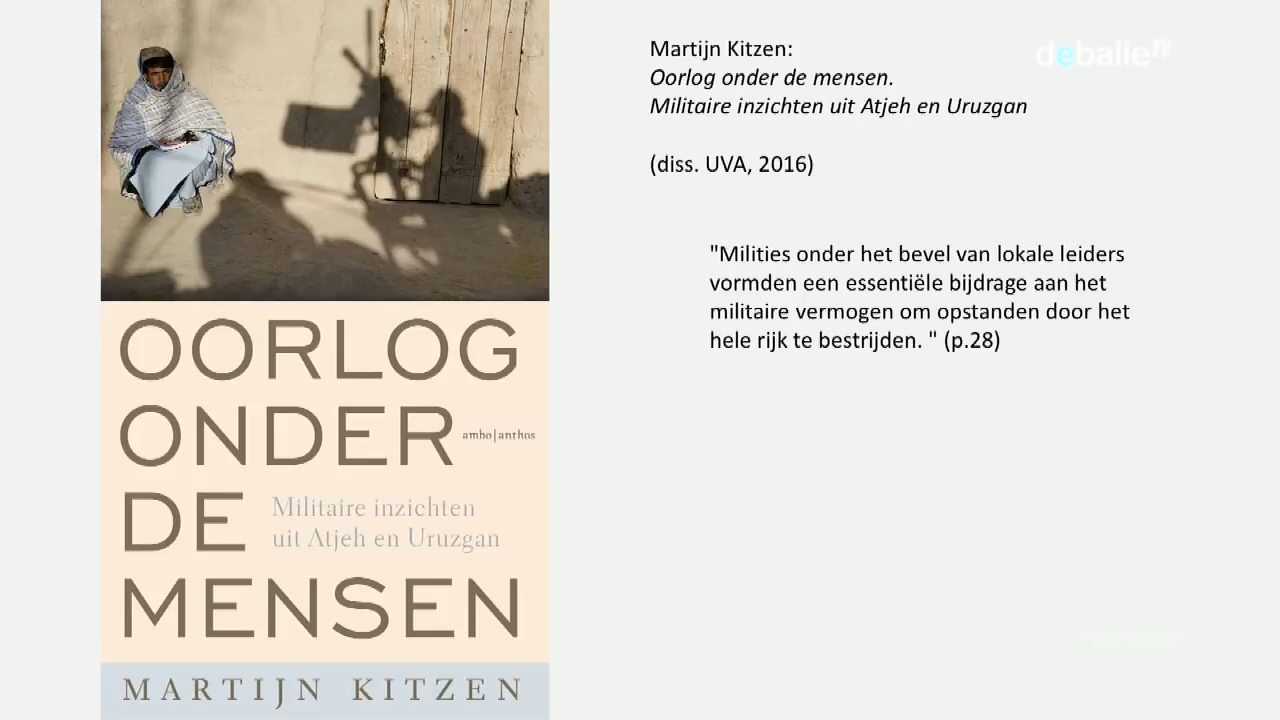 Martijn Kitzen:
Oorlog onder de mensen.
Militaire inzichten uit Atjeh en Uruzgan
(diss. UVA, 2016)
"Milities onder het bevel van lokale leiders
vormden een essentiële bijdrage aan het
militaire vermogen om opstanden door het
hele rijk te bestrijden. " (p.28)
debalie TV
OORLOG
ONDER
ambo|anthos
DE
Militaire inzichten
uit Atjeh en Uruzgan
MENSEN
MARTIJN KITZEN